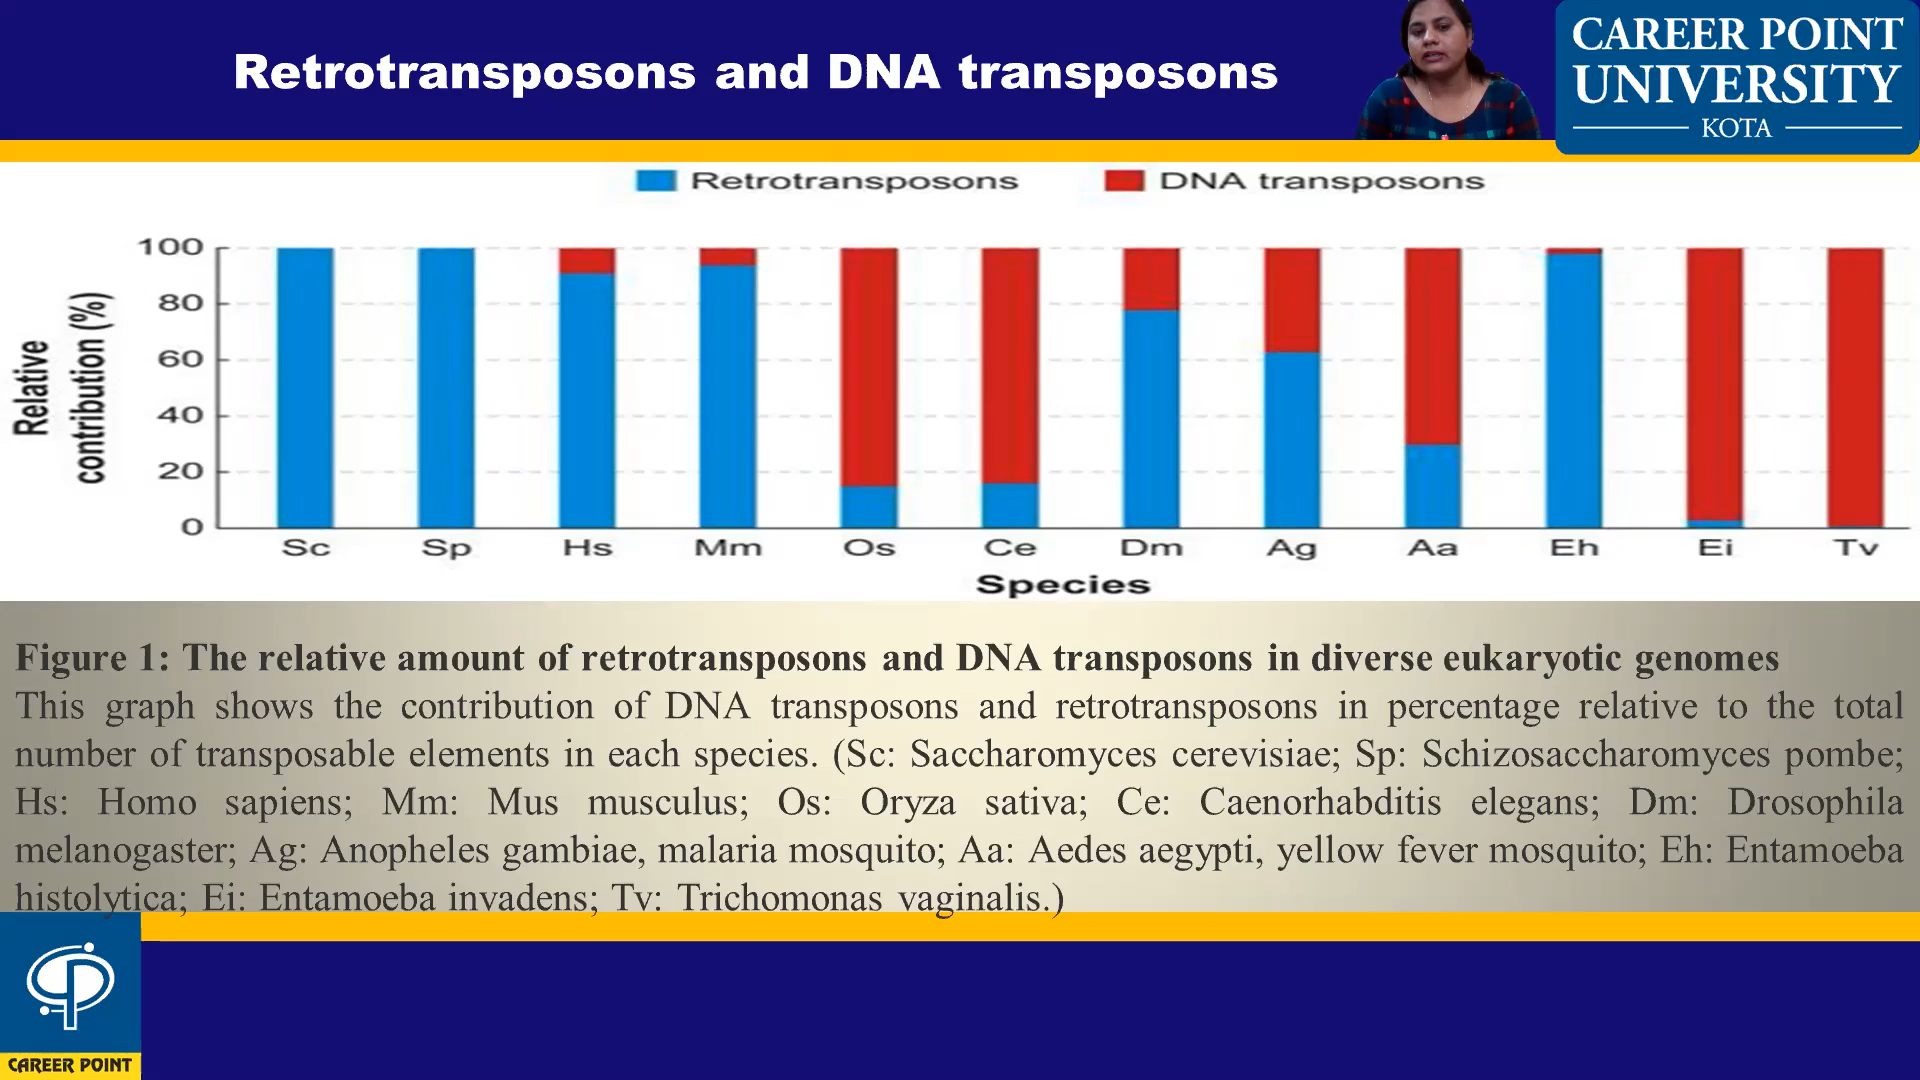 Retrotransposons and DNA transposons
CAREER POINT
UNIVERSITY
KOTA
Retrotransposons DNA transposons
Relative
contribution (%)
100
80
60
40
20
0
Sc Sp Hs Mm Os Ce Dm Ag Aa Eh Ei Tv
Species
Figure 1: The relative amount of retrotransposons and DNA transposons in diverse eukaryotic genomes
This graph shows the contribution of DNA transposons and retrotransposons in percentage relative to the total
number of transposable elements in each species. (Sc: Saccharomyces cerevisiae; Sp: Schizosaccharomyces pombe;
Hs: Homo sapiens; Mm: Mus musculus; Os: Oryza sativa; Ce: Caenorhabditis elegans; Dm: Drosophila
melanogaster; Ag: Anopheles gambiae, malaria mosquito; Aa: Aedes aegypti, yellow fever mosquito; Eh: Entamoeba
histolytica; Ei: Entamoeba invadens; Tv: Trichomonas vaginalis.)
CAREER POINT